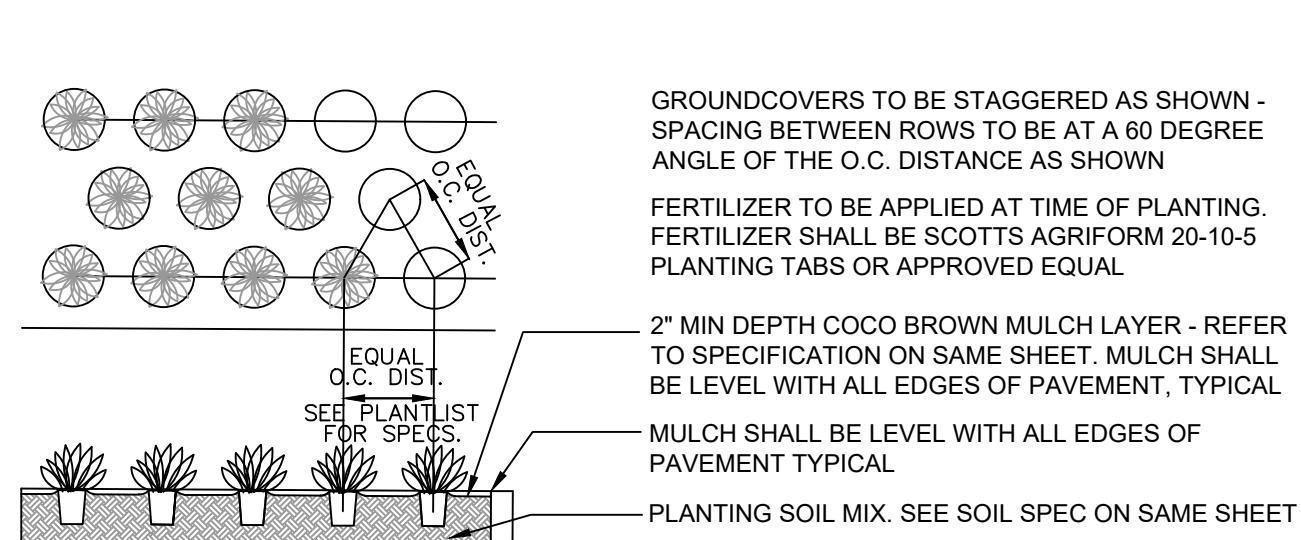 GROUNDCOVERS TO BE STAGGERED AS SHOWN -
SPACING BETWEEN ROWS TO BE AT A 60 DEGREE
ANGLE OF THE O.C. DISTANCE AS SHOWN
EQUAL
O.C. DIST.
FERTILIZER TO BE APPLIED AT TIME OF PLANTING.
FERTILIZER SHALL BE SCOTTS AGRIFORM 20-10-5
PLANTING TABS OR APPROVED EQUAL
2" MIN DEPTH COCO BROWN MULCH LAYER - REFER
TO SPECIFICATION ON SAME SHEET. MULCH SHALL
BE LEVEL WITH ALL EDGES OF PAVEMENT, TYPICAL
EQUAL
O.C. DIST.
SEE PLANTLIST
FOR SPECS.
MULCH SHALL BE LEVEL WITH ALL EDGES OF
PAVEMENT TYPICAL
PLANTING SOIL MIX. SEE SOIL SPEC ON SAME SHEET